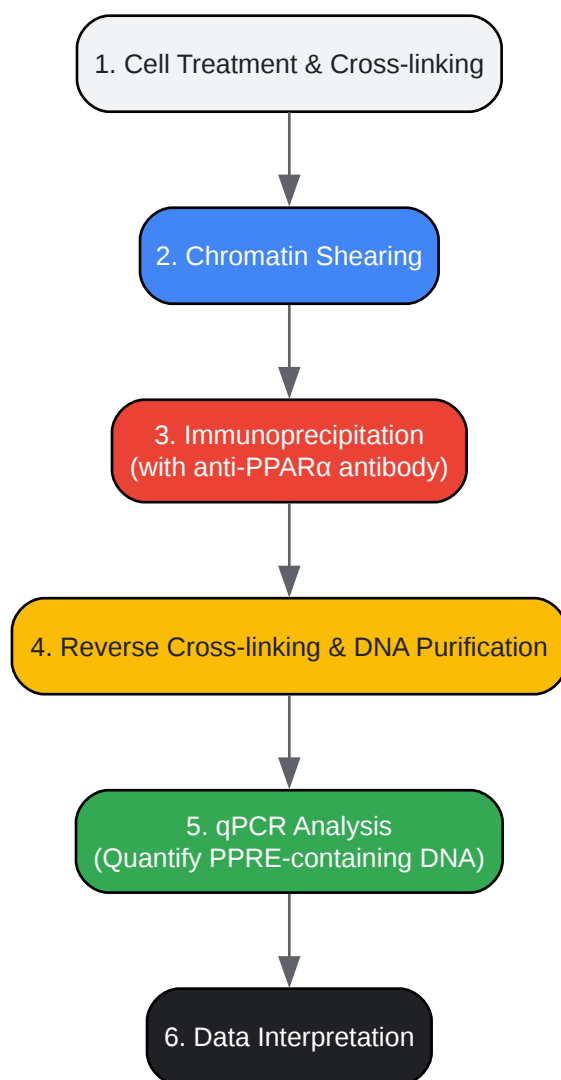 1. Cell Treatment & Cross-linking
2. Chromatin Shearing
3. Immunoprecipitation
(with anti-PPARα antibody)
4. Reverse Cross-linking & DNA Purification
5. qPCR Analysis
(Quantify PPRE-containing DNA)
6. Data Interpretation